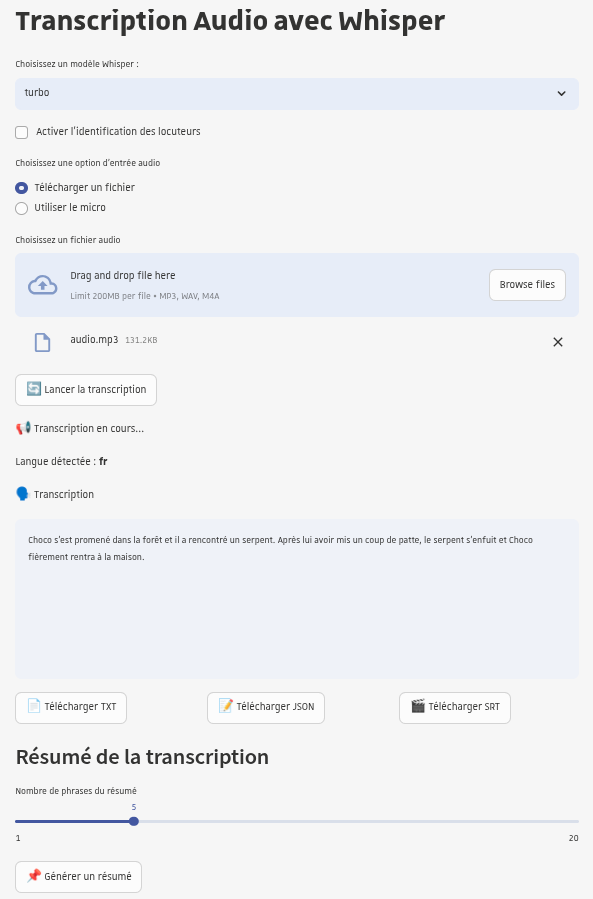 Transcription Audio avec Whisper
Choisissez un modèle Whisper :
turbo
Activer l'identification des locuteurs
Choisissez une option d'entrée audio
Télécharger un fichier
Utiliser le micro
Choisissez un fichier audio
Drag and drop file here
Limit 200MB per file • MP3, WAV, M4A
Browse files
audio.mp3 131.2KB
Lancer la transcription
Transcription en cours...
Langue détectée : fr
Transcription
Choco s'est promené dans la forêt et il a rencontré un serpent. Après lui avoir mis un coup de patte, le serpent s'enfuit et Choco
fièrement rentra à la maison.
Télécharger TXT
Télécharger JSON
Télécharger SRT
Résumé de la transcription
Nombre de phrases du résumé
5
1
20
Générer un résumé